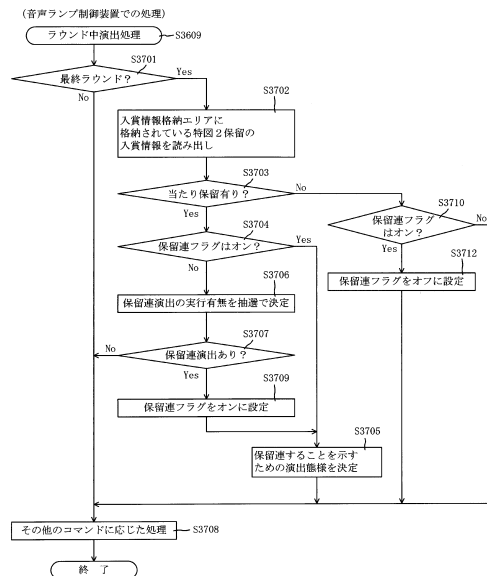 (音声ランプ制御装置での処理)
ラウンド中演出処理
S3609
S3701
最終ラウンド？
Yes
No
S3702
入賞情報格納エリアに
格納されている特図２保留の
入賞情報を読み出し
S3703
当たり保留有り？
No
Yes
S3710
保留連フラグ
はオン？
No
Yes
S3704
保留連フラグはオン？
Yes
No
S3712
保留連フラグをオフに設定
S3706
保留連演出の実行有無を抽選で決定
S3707
保留連演出あり？
No
Yes
S3709
保留連フラグをオンに設定
S3705
保留連することを示す
ための演出態様を決定
その他のコマンドに応じた処理
S3708
終 了